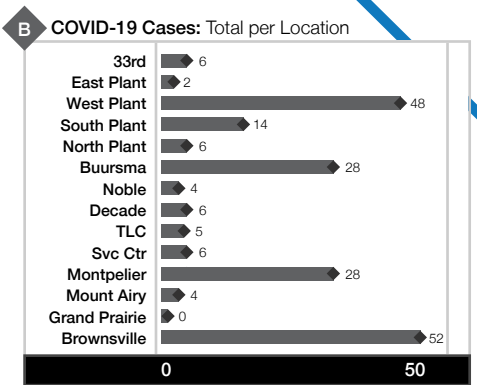 B COVID-19 Cases: Total per Location
33rd 6
East Plant 2
West Plant 48
South Plant 14
North Plant 6
Buursma 28
Noble 4
Decade 6
TLC 5
Svc Ctr 6
Montpelier 28
Mount Airy 4
Grand Prairie 0
Brownsville 52
0 50